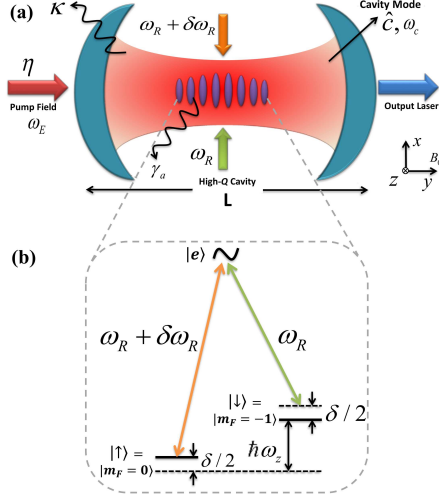 (a)
κ
ω_R + δω_R
Cavity Mode
ĉ, ω_c
η
Pump Field
ω_E
Output Laser
γ_a
ω_R
High-Q Cavity
L
x
z
y
(b)
|e⟩
ω_R + δω_R
ω_R
|↓⟩ =
|m_F = −1⟩
δ / 2
|↑⟩ =
|m_F = 0⟩
δ / 2
ħω_z